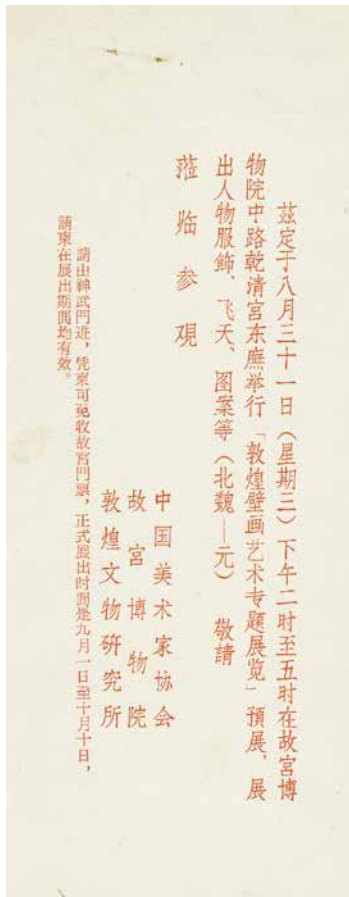 茲定于八月三十一日（星期三）下午二时至五时在故宫博
物院中路乾清宫东廡举行「敦煌壁画艺术专题展览」預展，展
出人物服飾、飞天、图案等（北魏—元） 敬請
蒞临参观
中国美术家协会
故宫博物院
敦煌文物研究所
請由神武門进，凭柬可免收故宫門票，正式展出时間是九月一日至十月十日，
請柬在展出期間均有效。